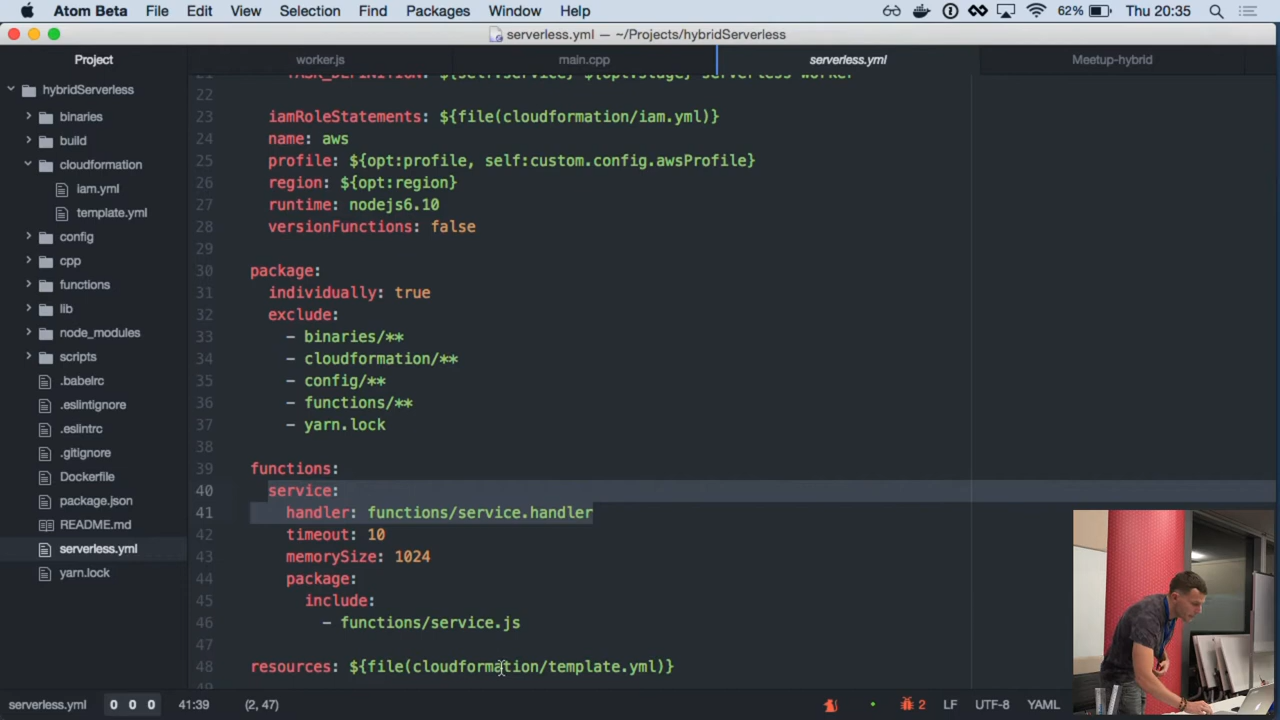 Atom Beta File Edit View Selection Find Packages Window Help 62% Thu 20:35
serverless.yml — ~/Projects/hybridServerless
Project worker.js main.cpp serverless.yml Meetup-hybrid
hybridServerless
binaries
build
cloudformation
iam.yml
template.yml
config
cpp
functions
lib
node_modules
scripts
.babelrc
.eslintignore
.eslintrc
.gitignore
Dockerfile
package.json
README.md
serverless.yml
yarn.lock
22
23 iamRoleStatements: ${file(cloudformation/iam.yml)}
24 name: aws
25 profile: ${opt:profile, self:custom.config.awsProfile}
26 region: ${opt:region}
27 runtime: nodejs6.10
28 versionFunctions: false
29
30 package:
31 individually: true
32 exclude:
33 - binaries/**
34 - cloudformation/**
35 - config/**
36 - functions/**
37 - yarn.lock
38
39 functions:
40 service:
41 handler: functions/service.handler
42 timeout: 10
43 memorySize: 1024
44 package:
45 include:
46 - functions/service.js
47
48 resources: ${file(cloudformation/template.yml)}
serverless.yml 0 0 0 41:39 (2, 47) 2 LF UTF-8 YAML